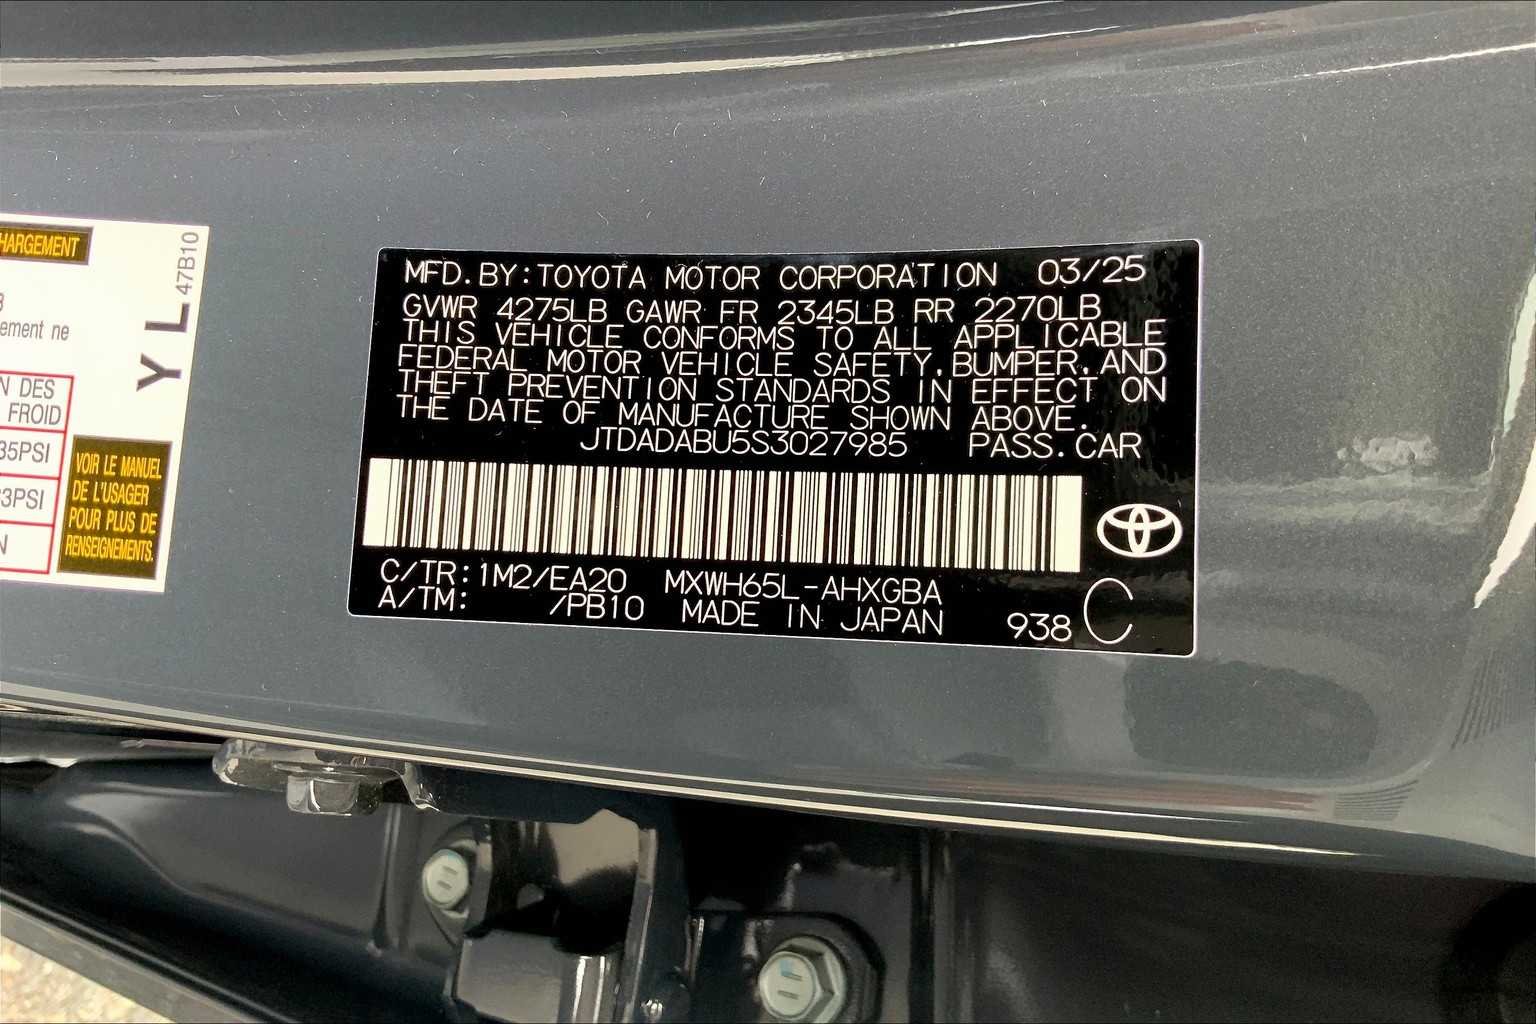 HARGEMENT
ement ne
N DES
FROID
35PSI
3PSI
N
VOIR LE MANUEL
DE L'USAGER
POUR PLUS DE
RENSEIGNEMENTS.
YL
47B10
MFD.BY:TOYOTA MOTOR CORPORATION 03/25
GVWR 4275LB GAWR FR 2345LB RR 2270LB
THIS VEHICLE CONFORMS TO ALL APPLICABLE
FEDERAL MOTOR VEHICLE SAFETY,BUMPER,AND
THEFT PREVENTION STANDARDS IN EFFECT ON
THE DATE OF MANUFACTURE SHOWN ABOVE.
JTDADABU5S3027985 PASS.CAR
C/TR:1M2/EA20 MXWH65L-AHXGBA
A/TM: /PB10 MADE IN JAPAN 938 C